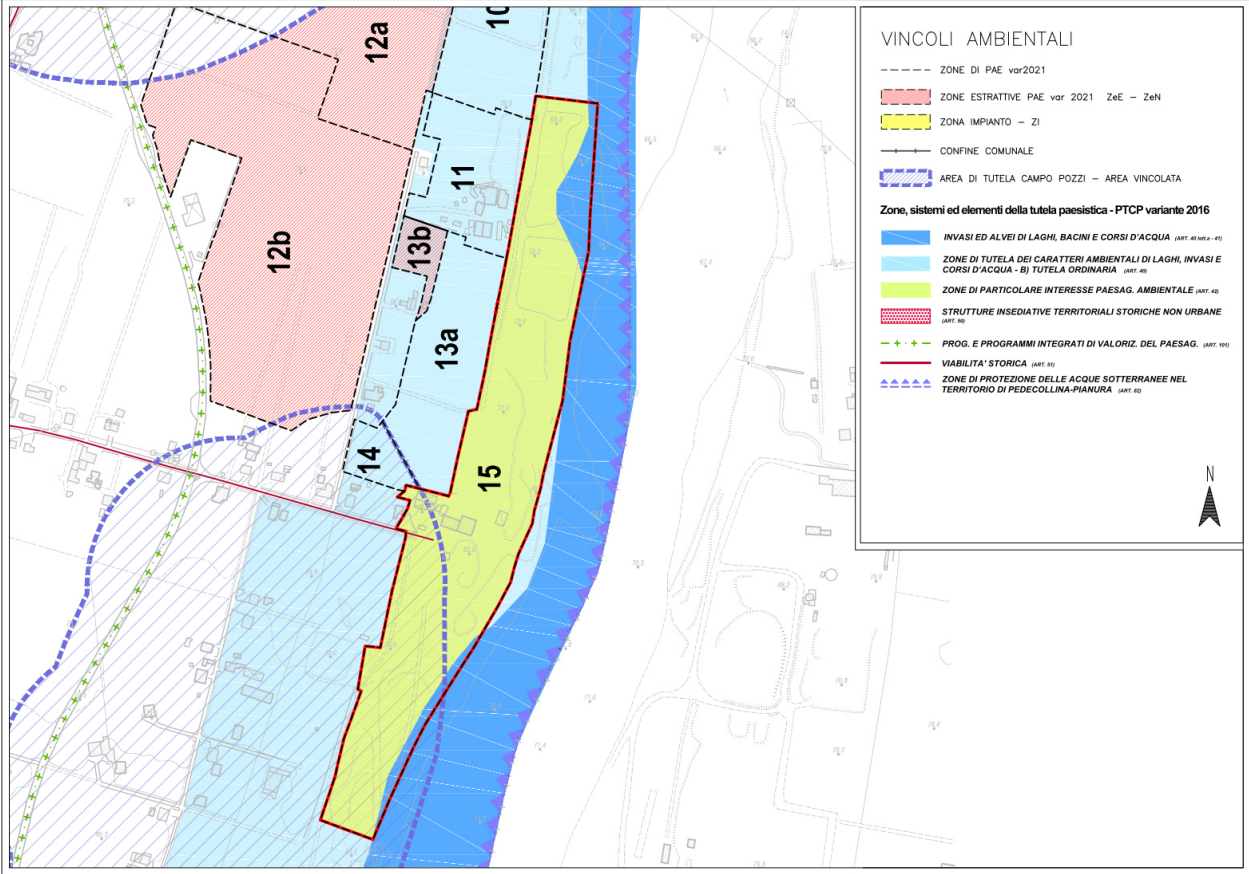 12a
10
11
12b
13b
13a
14
15
VINCOLI AMBIENTALI
ZONE DI PAE var2021
ZONE ESTRATTIVE PAE var 2021 ZeE – ZeN
ZONA IMPIANTO – ZI
CONFINE COMUNALE
AREA DI TUTELA CAMPO POZZI – AREA VINCOLATA
Zone, sistemi ed elementi della tutela paesistica - PTCP variante 2016
INVASI ED ALVEI DI LAGHI, BACINI E CORSI D'ACQUA (ART. 40 lett.a - 41)
ZONE DI TUTELA DEI CARATTERI AMBIENTALI DI LAGHI, INVASI E
CORSI D'ACQUA - B) TUTELA ORDINARIA (ART. 40)
ZONE DI PARTICOLARE INTERESSE PAESAG. AMBIENTALE (ART. 42)
STRUTTURE INSEDIATIVE TERRITORIALI STORICHE NON URBANE
(ART. 50)
PROG. E PROGRAMMI INTEGRATI DI VALORIZ. DEL PAESAG. (ART. 101)
VIABILITA' STORICA (ART. 51)
ZONE DI PROTEZIONE DELLE ACQUE SOTTERRANEE NEL
TERRITORIO DI PEDECOLLINA-PIANURA (ART. 52)
N